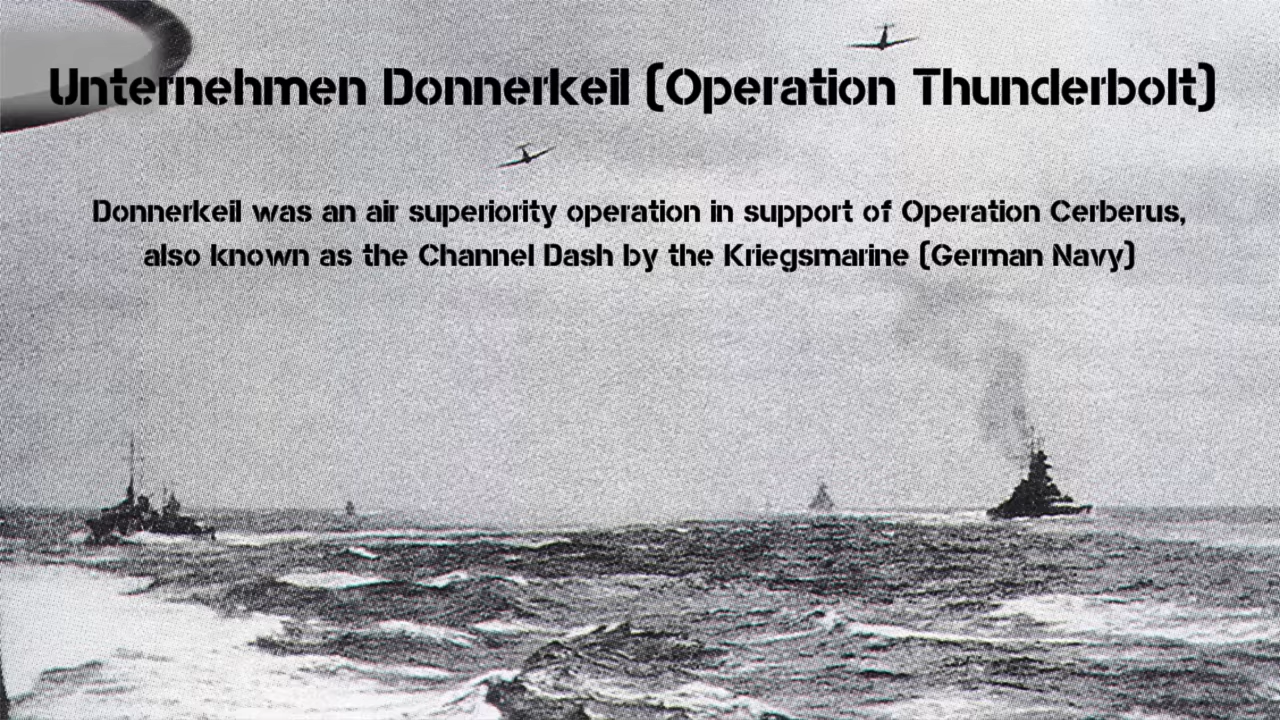 Unternehmen Donnerkeil (Operation Thunderbolt)
Donnerkeil was an air superiority operation in support of Operation Cerberus,
also known as the Channel Dash by the Kriegsmarine (German Navy)